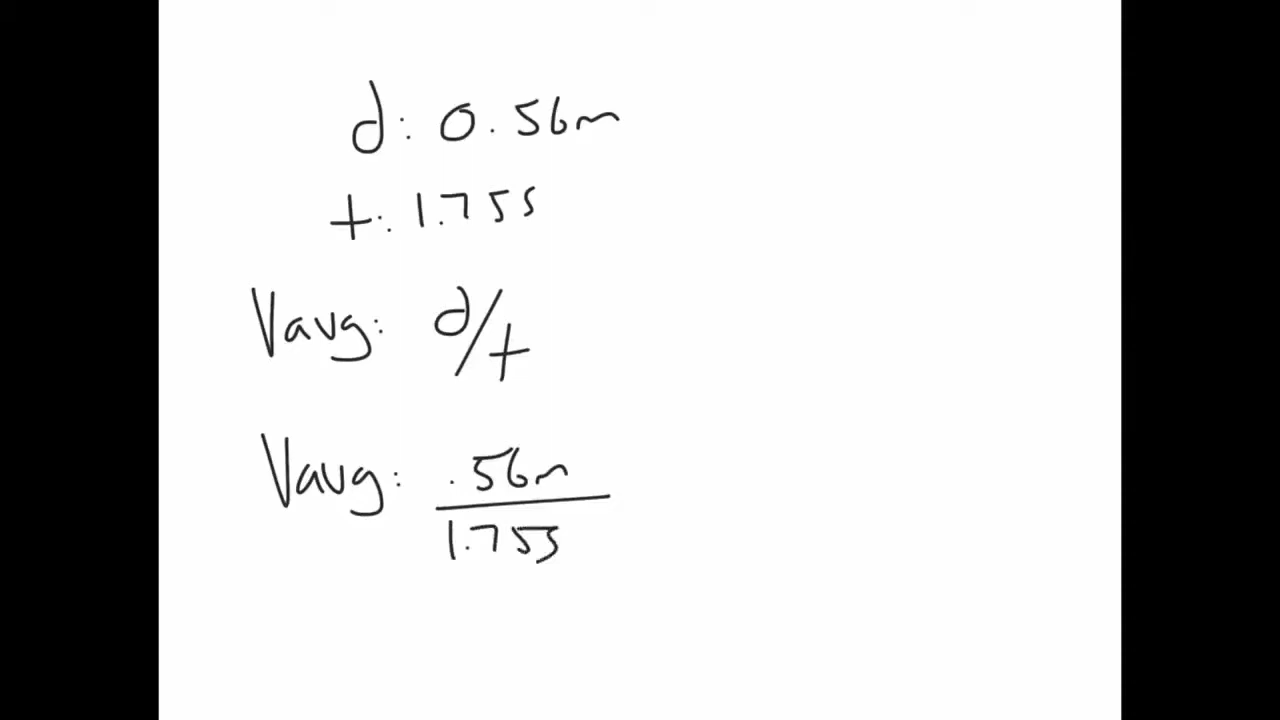 d: 0.56m
t: 1.75s
Vavg: d/t
Vavg: .56m
1.75s